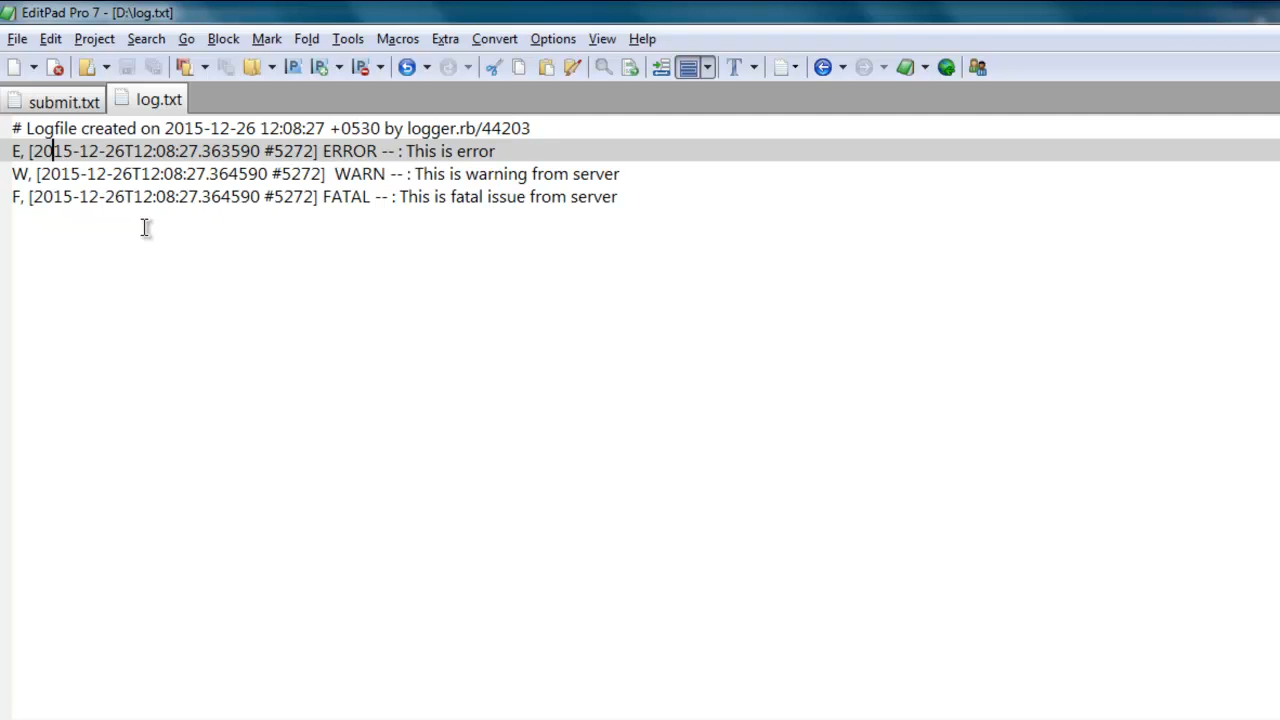 EditPad Pro 7 - [D:\log.txt]
File Edit Project Search Go Block Mark Fold Tools Macros Extra Convert Options View Help
submit.txt log.txt
# Logfile created on 2015-12-26 12:08:27 +0530 by logger.rb/44203
E, [2015-12-26T12:08:27.363590 #5272] ERROR -- : This is error
W, [2015-12-26T12:08:27.364590 #5272]  WARN -- : This is warning from server
F, [2015-12-26T12:08:27.364590 #5272] FATAL -- : This is fatal issue from server